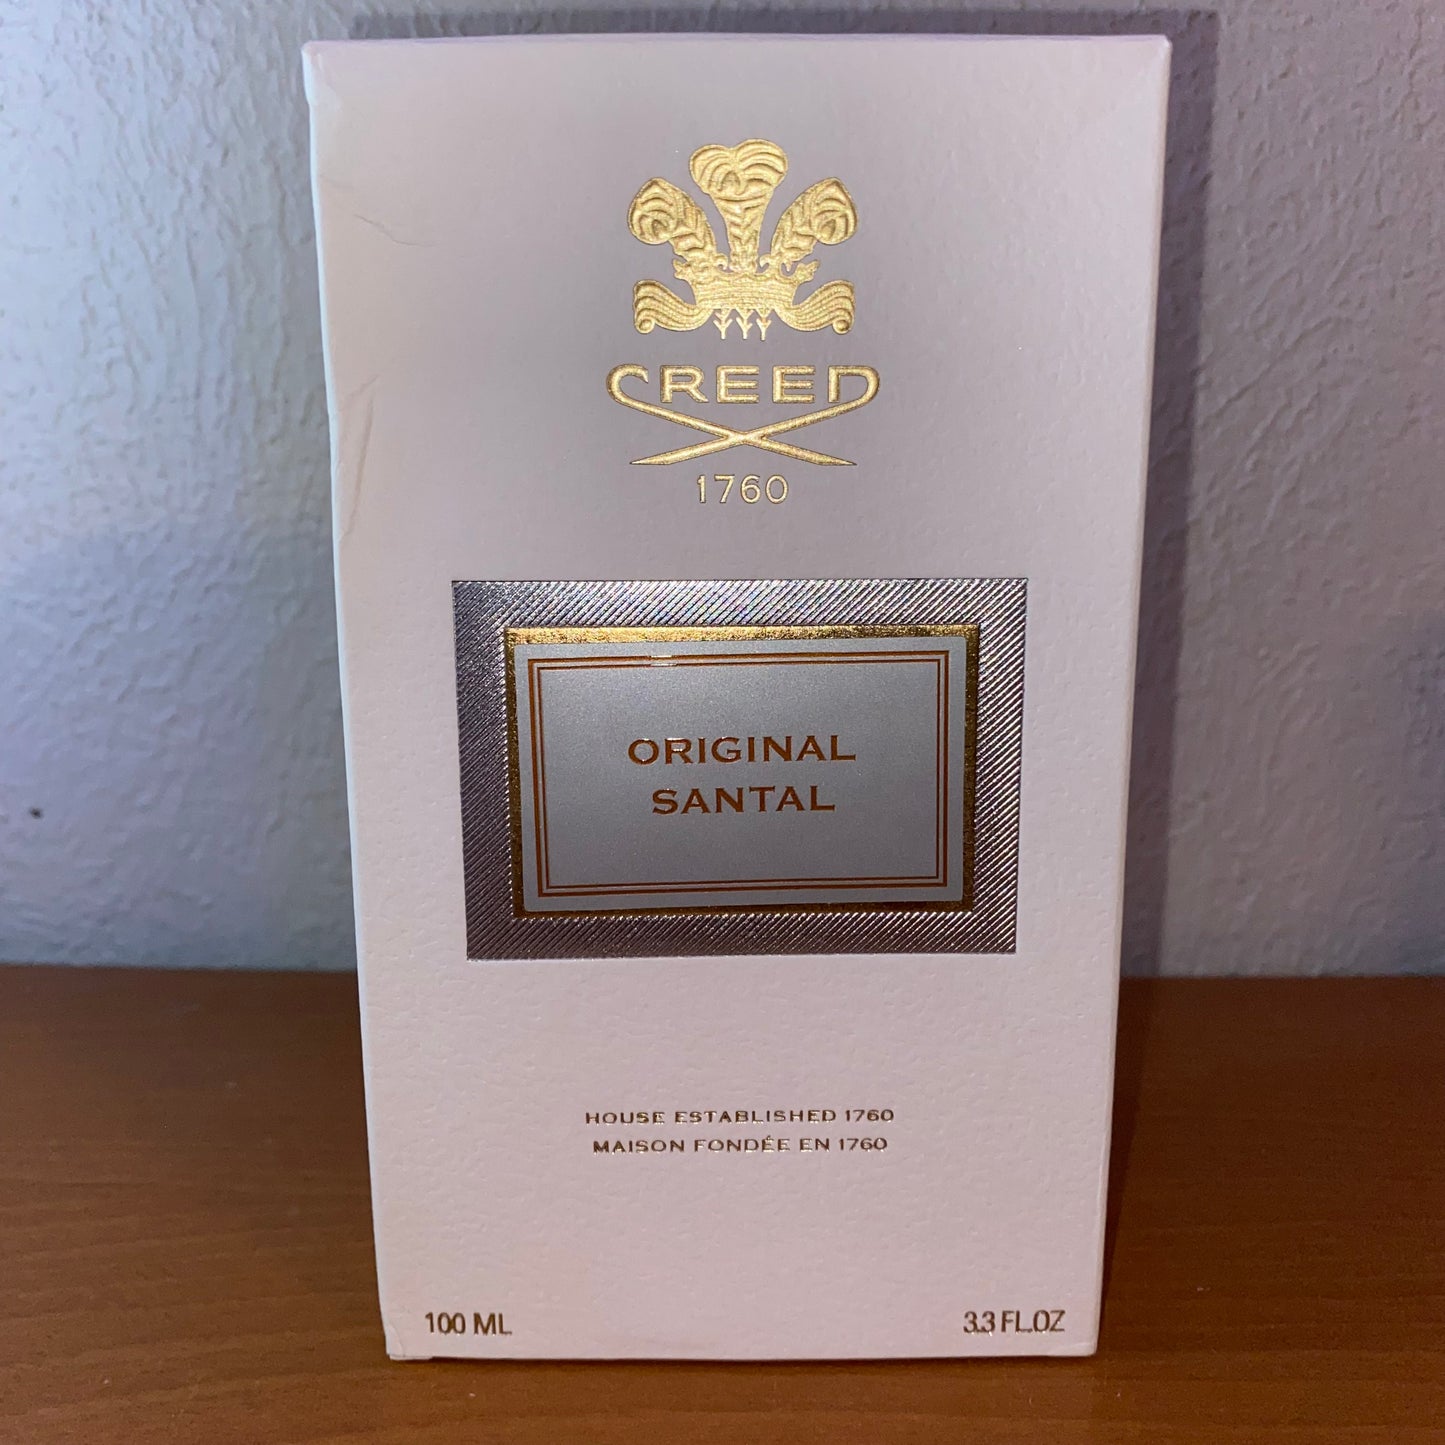 CREED
1760
ORIGINAL
SANTAL
HOUSE ESTABLISHED 1760
MAISON FONDÉE EN 1760
100 ML
3.3 FL.OZ